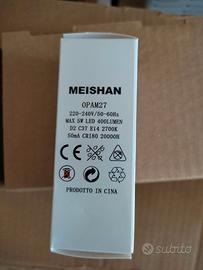 MEISHAN
OPAM27
220-240V/50-60Hz
MAX 5W LED 400LUMEN
D2 C37 E14 2700K
50mA CRI80 20000H
PRODOTTO IN CINA
subito